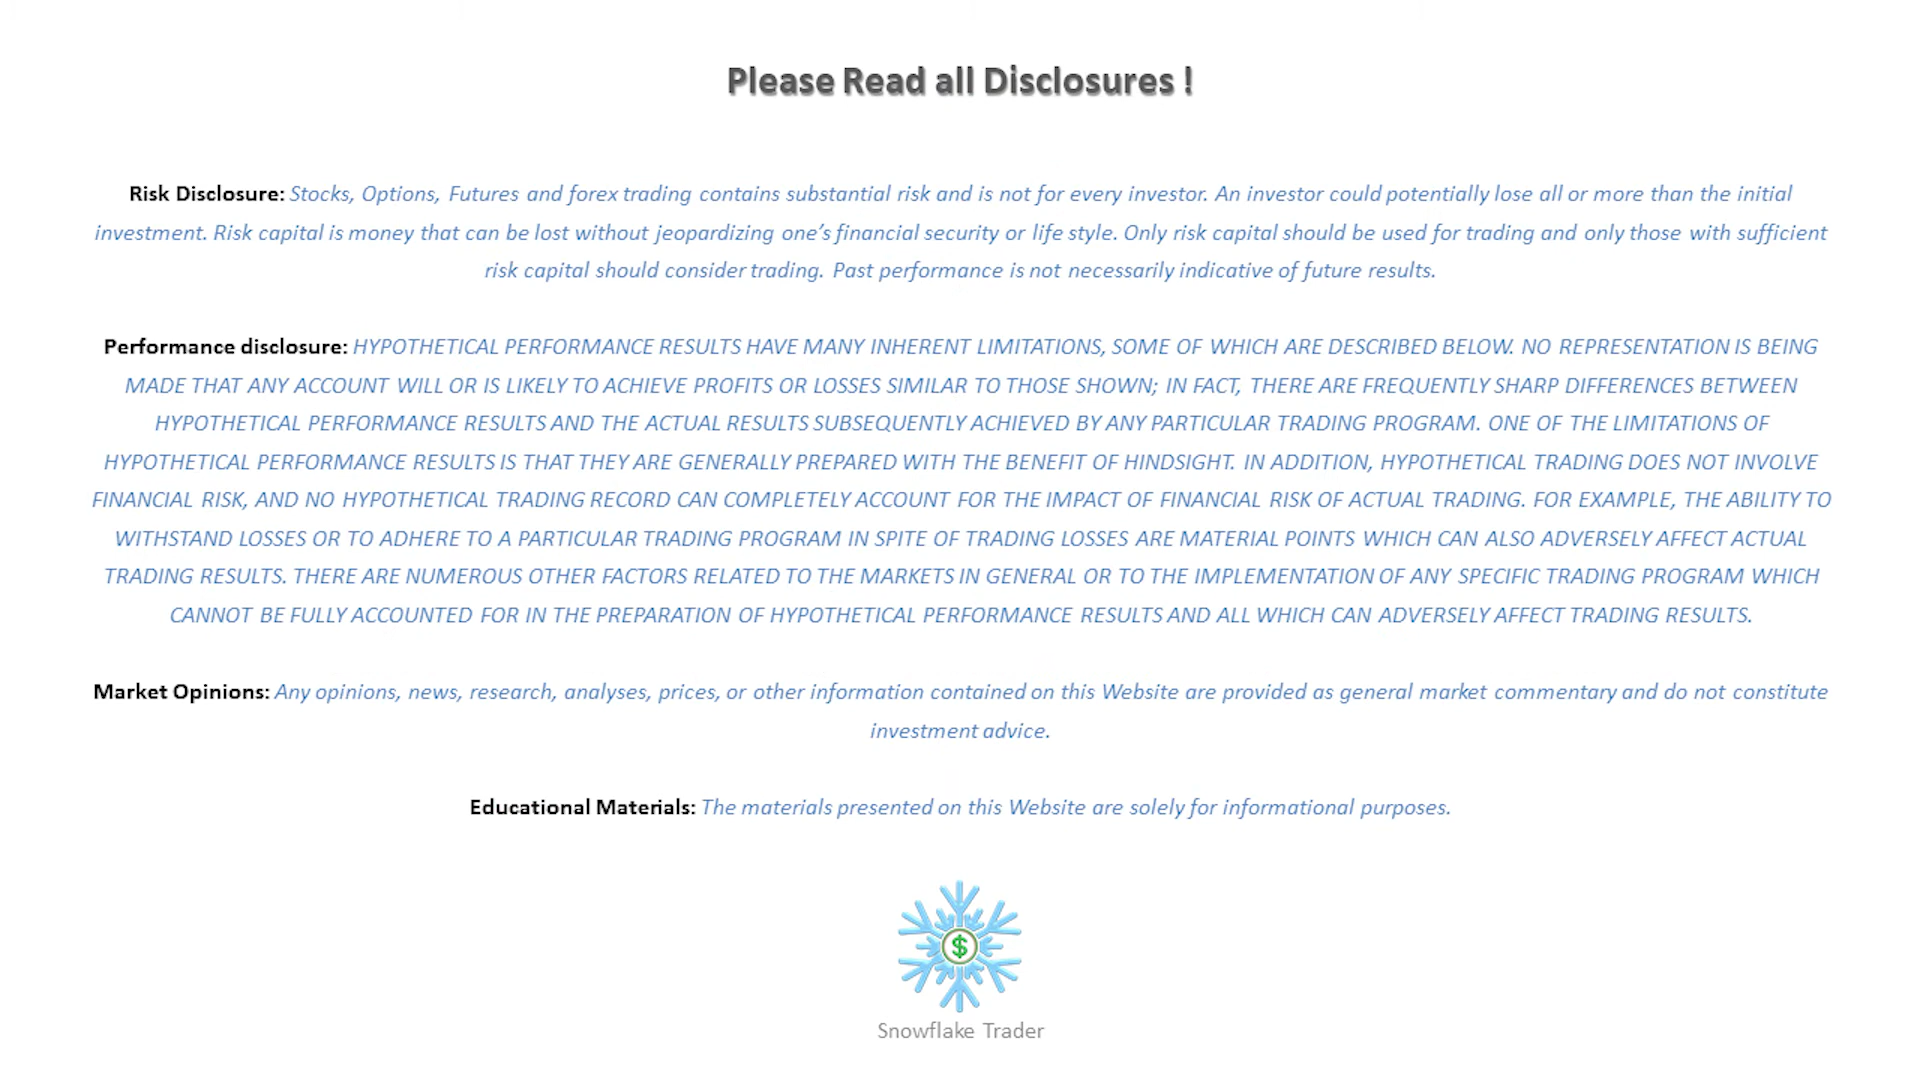 Please Read all Disclosures !
Risk Disclosure: Stocks, Options, Futures and forex trading contains substantial risk and is not for every investor. An investor could potentially lose all or more than the initial
investment. Risk capital is money that can be lost without jeopardizing one’s financial security or life style. Only risk capital should be used for trading and only those with sufficient
risk capital should consider trading. Past performance is not necessarily indicative of future results.
Performance disclosure: HYPOTHETICAL PERFORMANCE RESULTS HAVE MANY INHERENT LIMITATIONS, SOME OF WHICH ARE DESCRIBED BELOW. NO REPRESENTATION IS BEING
MADE THAT ANY ACCOUNT WILL OR IS LIKELY TO ACHIEVE PROFITS OR LOSSES SIMILAR TO THOSE SHOWN; IN FACT, THERE ARE FREQUENTLY SHARP DIFFERENCES BETWEEN
HYPOTHETICAL PERFORMANCE RESULTS AND THE ACTUAL RESULTS SUBSEQUENTLY ACHIEVED BY ANY PARTICULAR TRADING PROGRAM. ONE OF THE LIMITATIONS OF
HYPOTHETICAL PERFORMANCE RESULTS IS THAT THEY ARE GENERALLY PREPARED WITH THE BENEFIT OF HINDSIGHT. IN ADDITION, HYPOTHETICAL TRADING DOES NOT INVOLVE
FINANCIAL RISK, AND NO HYPOTHETICAL TRADING RECORD CAN COMPLETELY ACCOUNT FOR THE IMPACT OF FINANCIAL RISK OF ACTUAL TRADING. FOR EXAMPLE, THE ABILITY TO
WITHSTAND LOSSES OR TO ADHERE TO A PARTICULAR TRADING PROGRAM IN SPITE OF TRADING LOSSES ARE MATERIAL POINTS WHICH CAN ALSO ADVERSELY AFFECT ACTUAL
TRADING RESULTS. THERE ARE NUMEROUS OTHER FACTORS RELATED TO THE MARKETS IN GENERAL OR TO THE IMPLEMENTATION OF ANY SPECIFIC TRADING PROGRAM WHICH
CANNOT BE FULLY ACCOUNTED FOR IN THE PREPARATION OF HYPOTHETICAL PERFORMANCE RESULTS AND ALL WHICH CAN ADVERSELY AFFECT TRADING RESULTS.
Market Opinions: Any opinions, news, research, analyses, prices, or other information contained on this Website are provided as general market commentary and do not constitute
investment advice.
Educational Materials: The materials presented on this Website are solely for informational purposes.
$
Snowflake Trader